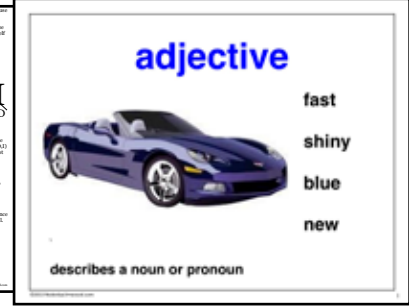 adjective
fast
shiny
blue
new
describes a noun or pronoun